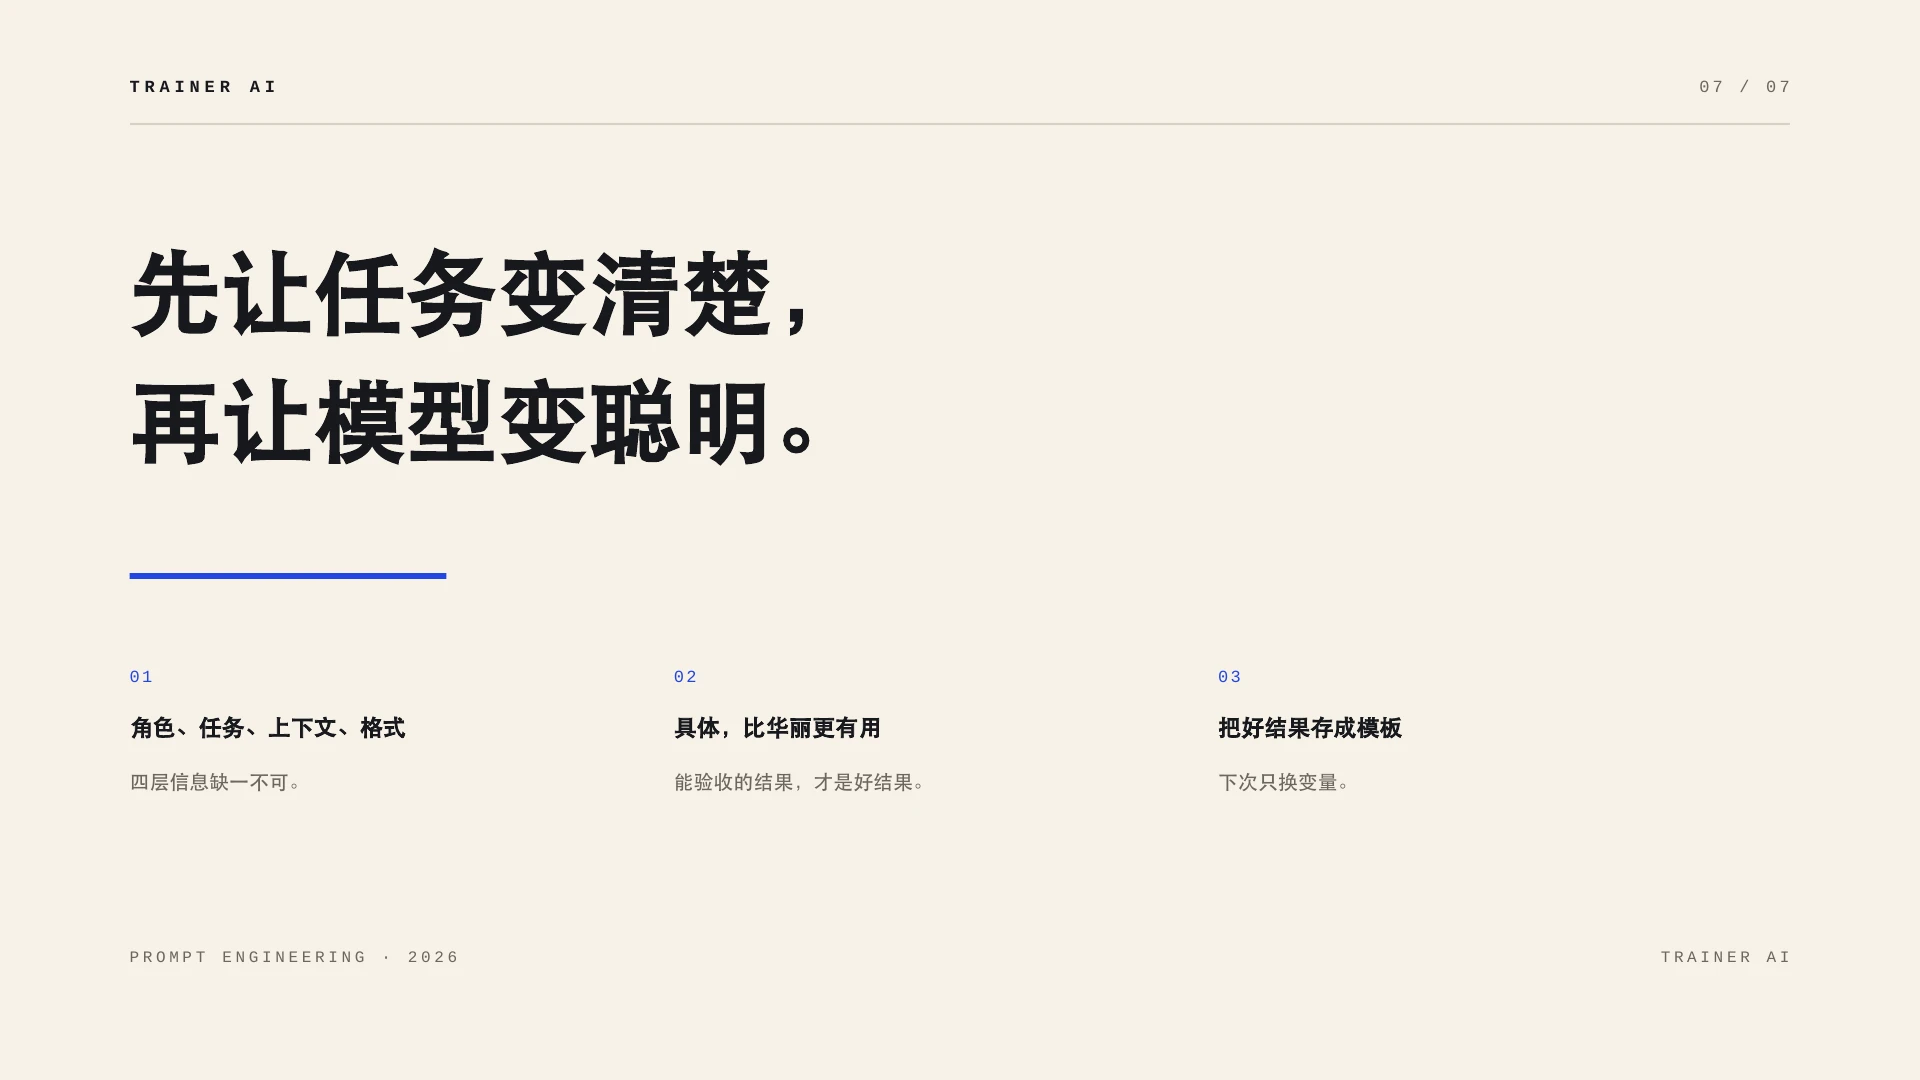 TRAINER AI
07 / 07
先让任务变清楚，
再让模型变聪明。
01
角色、任务、上下文、格式
四层信息缺一不可。
02
具体，比华丽更有用
能验收的结果，才是好结果。
03
把好结果存成模板
下次只换变量。
PROMPT ENGINEERING · 2026
TRAINER AI